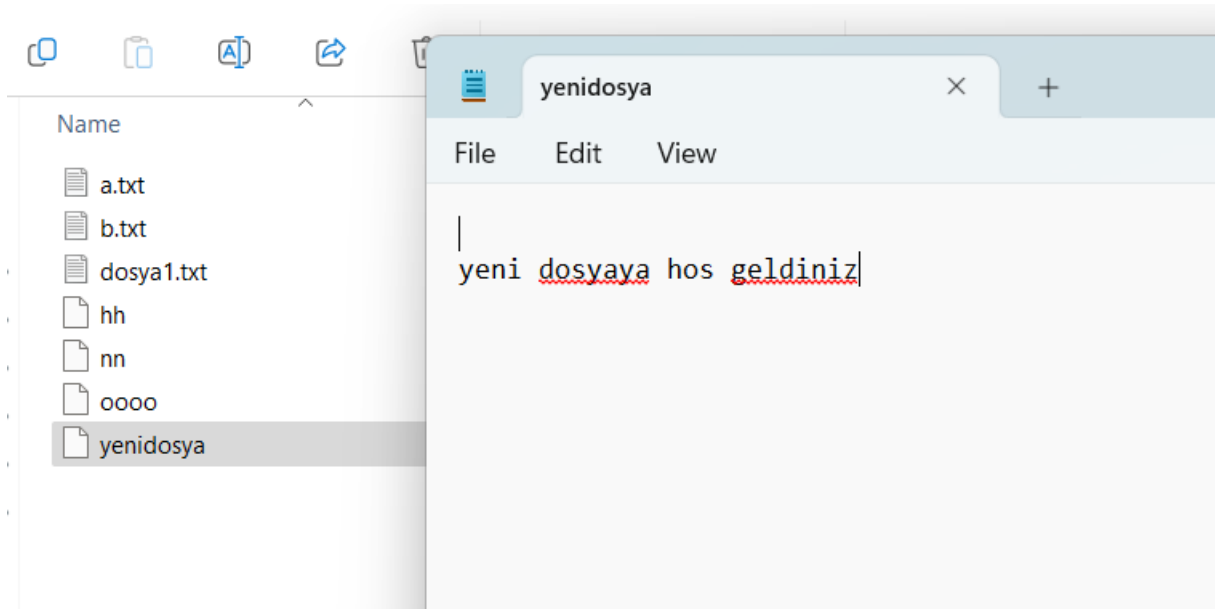 Name
a.txt
b.txt
dosya1.txt
hh
nn
oooo
yenidosya
yenidosya
File Edit View
yeni dosyaya hos geldiniz